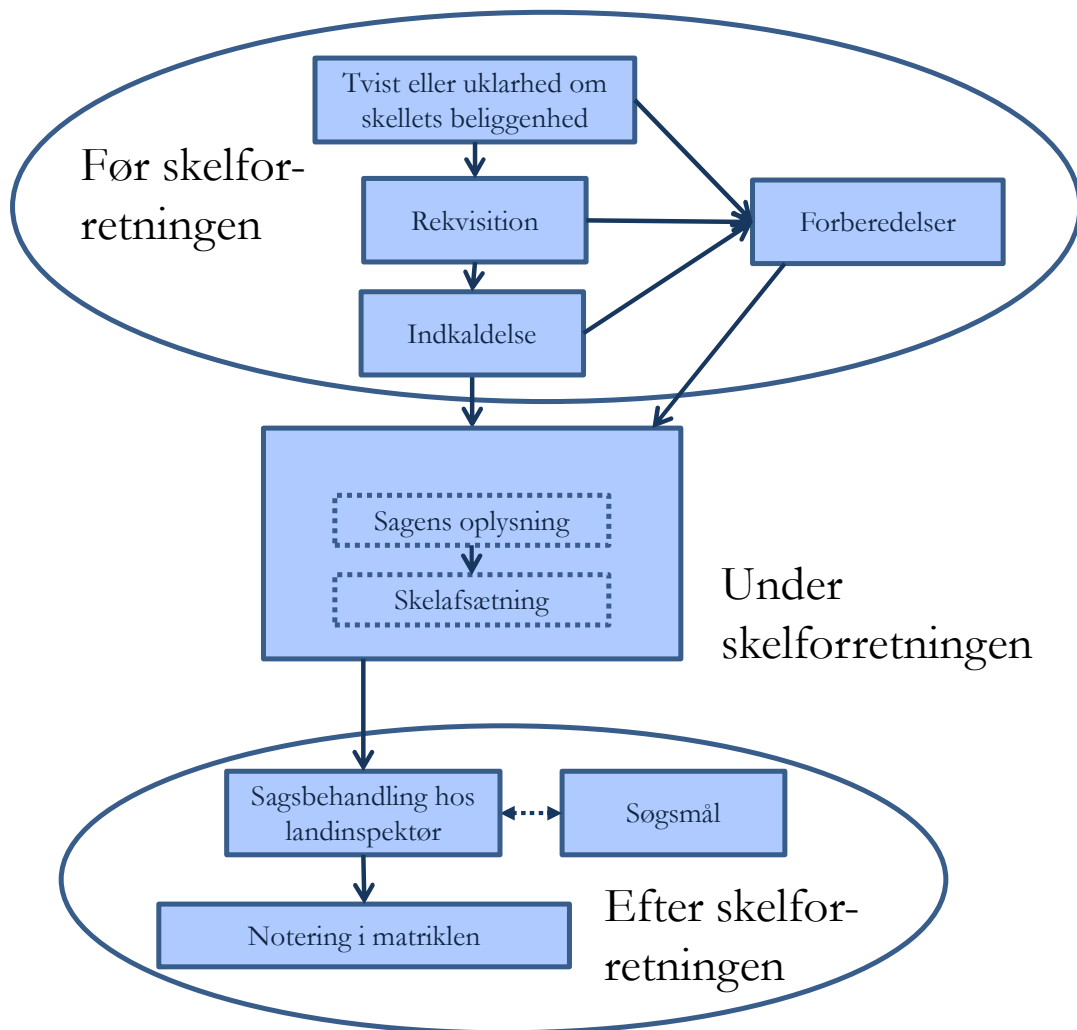 Tvist eller uklarhed om
skellets beliggenhed
Før skelfor-
retningen
Rekvisition
Forberedelser
Indkaldelse
Sagens oplysning
Skelafsætning
Under
skelforretningen
Sagsbehandling hos
landinspektør
Søgsmål
Notering i matriklen
Efter skelfor-
retningen